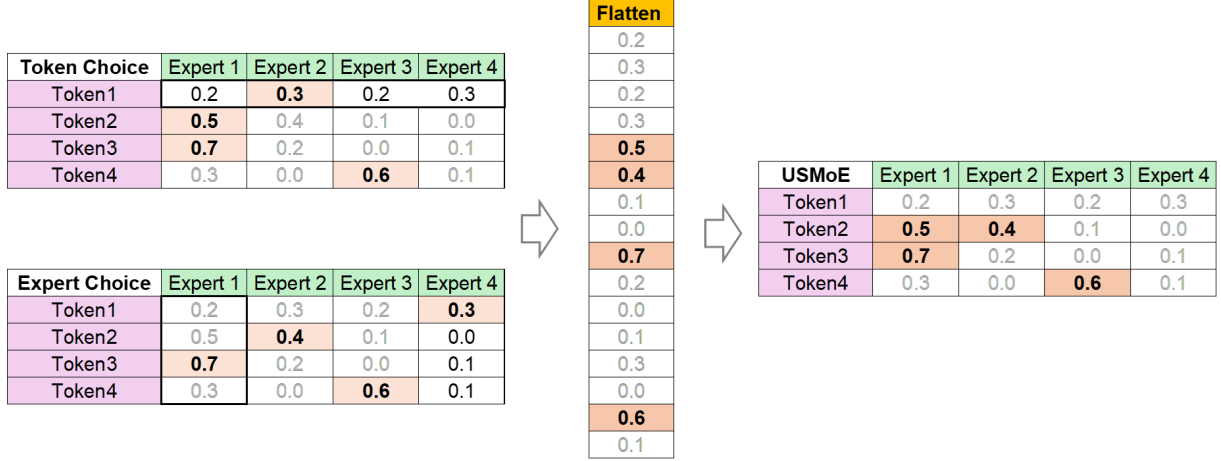 Token Choice Expert 1 Expert 2 Expert 3 Expert 4
Token1 0.2 0.3 0.2 0.3
Token2 0.5 0.4 0.1 0.0
Token3 0.7 0.2 0.0 0.1
Token4 0.3 0.0 0.6 0.1
Expert Choice Expert 1 Expert 2 Expert 3 Expert 4
Token1 0.2 0.3 0.2 0.3
Token2 0.5 0.4 0.1 0.0
Token3 0.7 0.2 0.0 0.1
Token4 0.3 0.0 0.6 0.1
Flatten
0.2
0.3
0.2
0.3
0.5
0.4
0.1
0.0
0.7
0.2
0.0
0.1
0.3
0.0
0.6
0.1
USMoE Expert 1 Expert 2 Expert 3 Expert 4
Token1 0.2 0.3 0.2 0.3
Token2 0.5 0.4 0.1 0.0
Token3 0.7 0.2 0.0 0.1
Token4 0.3 0.0 0.6 0.1